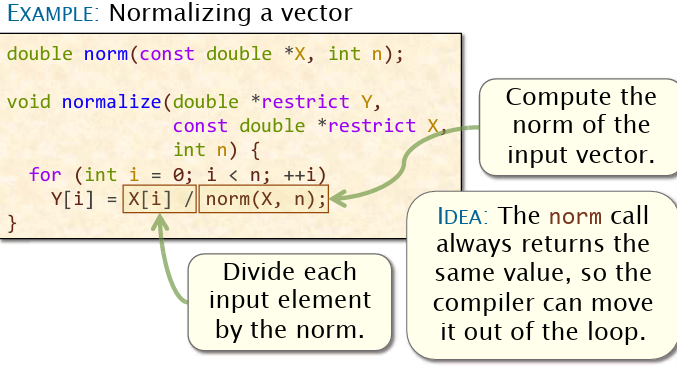 EXAMPLE: Normalizing a vector
double norm(const double *X, int n);
void normalize(double *restrict Y,
const double *restrict X,
int n) {
for (int i = 0; i < n; ++i)
Y[i] = X[i] / norm(X, n);
}
Compute the
norm of the
input vector.
Divide each
input element
by the norm.
IDEA: The norm call
always returns the
same value, so the
compiler can move
it out of the loop.